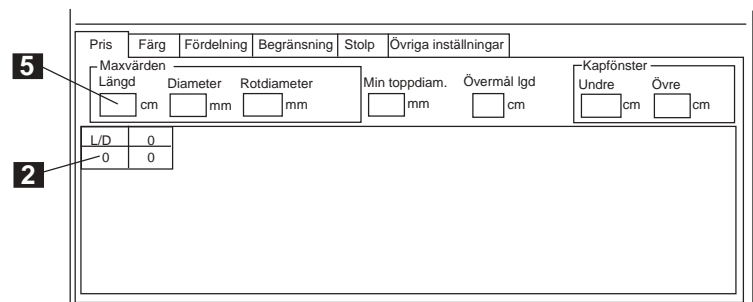 Pris Färg Fördelning Begränsning Stolp Övriga inställningar
5
Maxvärden Kapfönster
Längd Diameter Rotdiameter Min toppdiam. Övermål lgd Undre Övre
cm mm mm mm cm cm cm
L/D 0
2
0 0